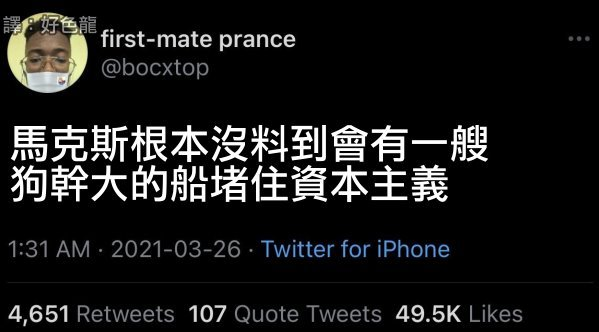 譯：好色龍
first-mate prance
@bocxtop
馬克斯根本沒料到會有一艘
狗幹大的船堵住資本主義
1:31 AM · 2021-03-26 · Twitter for iPhone
4,651 Retweets 107 Quote Tweets 49.5K Likes